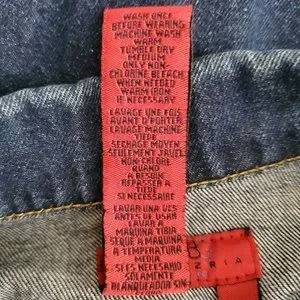 WASH ONCE
BEFORE WEARING
MACHINE WASH
WARM
TUMBLE DRY
MEDIUM
ONLY NON-
CHLORINE BLEACH
WHEN NEEDED
WARM IRON
IF NECESSARY
LAVAGE UNE FOIS
AVANT D'PORTER
LAVAGE MACHINE
TIEDE
SECHAGE MOYEN
SEULEMENT JAVEL
NON-CHLORE
QUAND
A BESOIN
REPASSER A
TIEDE
SI NECESSAIRE
LAVAR UNA VES
ANTES DE USAR
LAVAR A
MAQUINA TIBIA
SEQUE A MAQUINA
A TEMPERATURA
MEDIA
SI ES NECESARIO
SOLAMENTE
BLANQUEADOR SIN
RIA